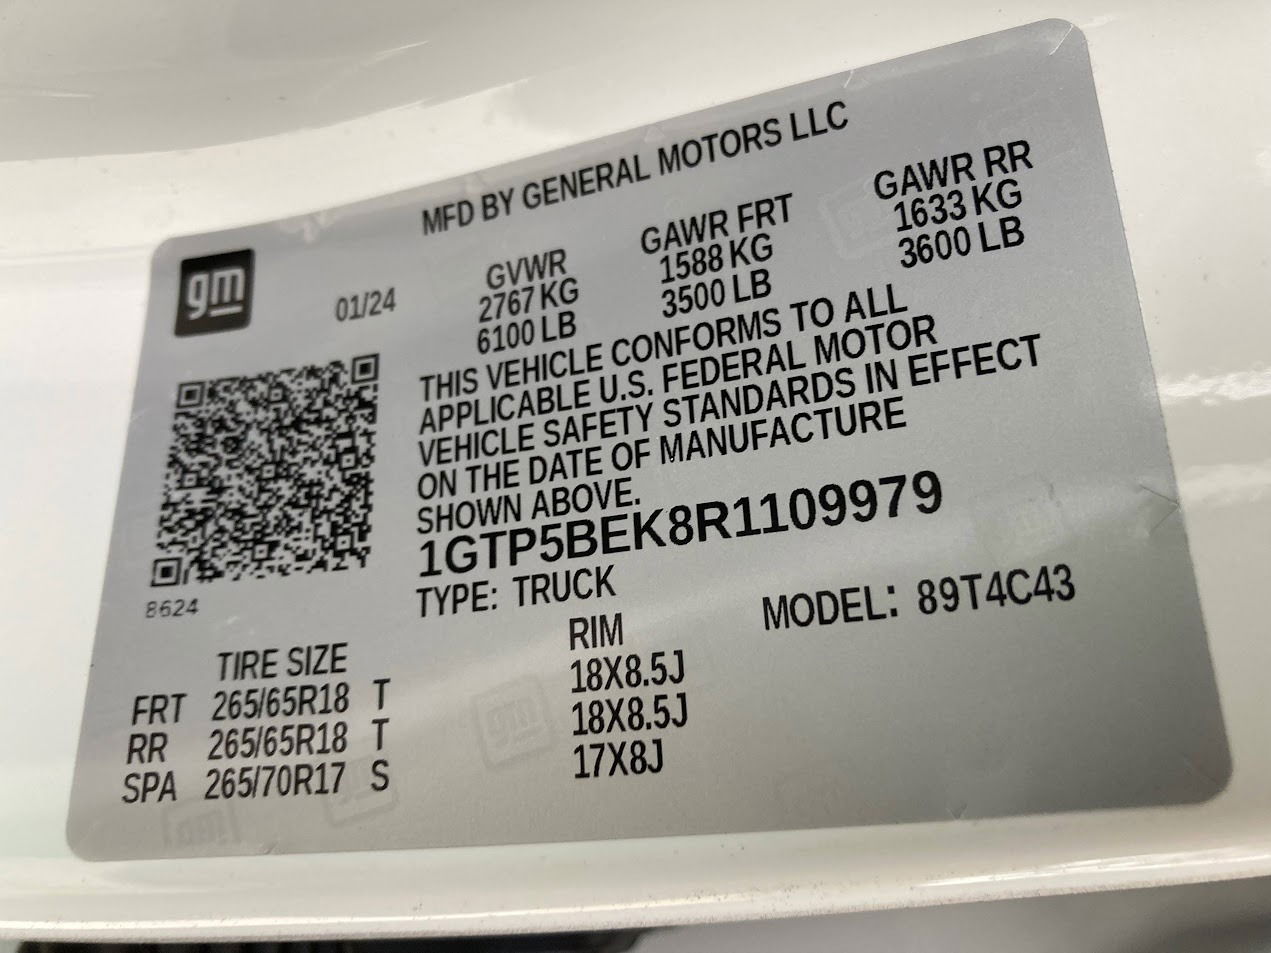 MFD BY GENERAL MOTORS LLC
gm
01/24
GVWR
2767 KG
6100 LB
GAWR FRT
1588 KG
3500 LB
GAWR RR
1633 KG
3600 LB
THIS VEHICLE CONFORMS TO ALL
APPLICABLE U.S. FEDERAL MOTOR
VEHICLE SAFETY STANDARDS IN EFFECT
ON THE DATE OF MANUFACTURE
SHOWN ABOVE.
1GTP5BEK8R1109979
8624
TYPE: TRUCK
MODEL: 89T4C43
TIRE SIZE RIM
FRT 265/65R18 T 18X8.5J
RR 265/65R18 T 18X8.5J
SPA 265/70R17 S 17X8J